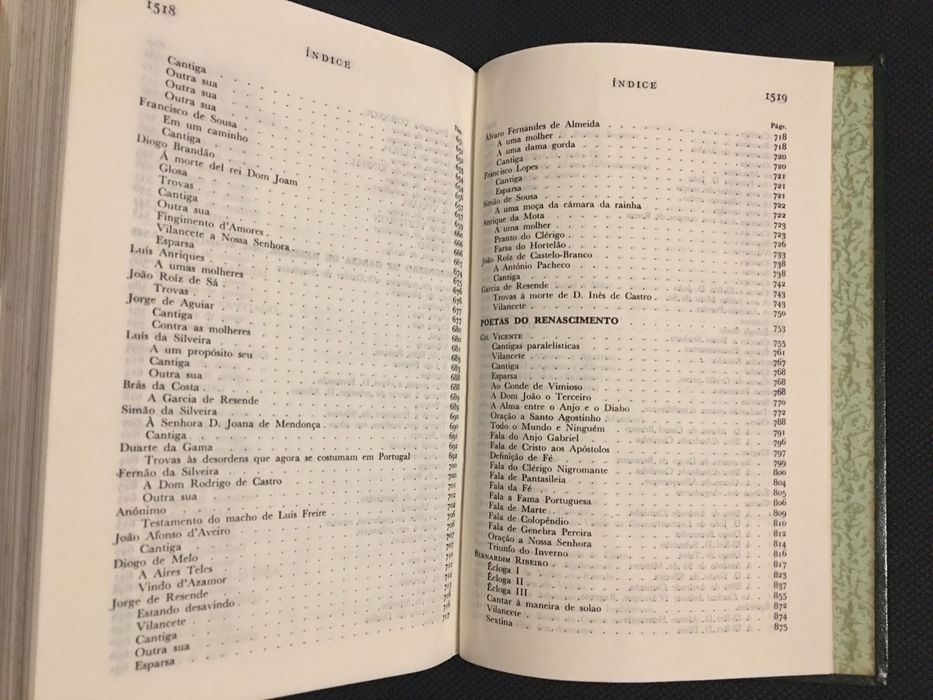 1518
ÍNDICE
Cantiga
Outra sua
Outra sua
Outra sua
Francisco de Sousa
Em um caminho
Cantiga
Diogo Brandão
À morte del rei Dom Joam
Glosa
Trovas
Cantiga
Outra sua
Fingimento d'Amores
Vilancete a Nossa Senhora
Esparsa
Luís Anriques
A umas molheres
João Roíz de Sá
Trovas
Jorge de Aguiar
Cantiga
Contra as molheres
Luís da Silveira
A um propósito seu
Cantiga
Outra sua
Brás da Costa
A Garcia de Resende
Simão da Silveira
À Senhora D. Joana de Mendonça
Cantiga
Duarte da Gama
Trovas às desordens que agora se costumam em Portugal
Fernão da Silveira
A Dom Rodrigo de Castro
Outra sua
Anónimo
Testamento do macho de Luís Freire
João Afonso d'Aveiro
Cantiga
Diogo de Melo
A Aires Teles
Vindo d'Azamor
Jorge de Resende
Estando desavindo
Vilancete
Cantiga
Outra sua
Esparsa
ÍNDICE
1519
Pág.
Álvaro Fernandes de Almeida 718
A uma molher 718
A uma dama gorda 720
Cantiga 720
Francisco Lopes 721
Cantiga 721
Esparsa 722
Simão de Sousa 722
A uma moça da câmara da rainha 723
Anrique da Mota 726
A uma molher 733
Pranto do Clérigo 738
Farsa do Hortelão 738
João Roíz de Castelo-Branco 742
A António Pacheco 743
Cantiga 743
Garcia de Resende 750
Trovas à morte de D. Inês de Castro
Vilancete
POETAS DO RENASCIMENTO 753
Gil Vicente 755
Cantigas paralelísticas 761
Vilancete 767
Cantiga 768
Esparsa 768
Ao Conde de Vimioso 768
A Dom João o Terceiro 770
A Alma entre o Anjo e o Diabo 772
Oração a Santo Agostinho 788
Todo o Mundo e Ninguém 791
Fala do Anjo Gabriel 796
Fala de Cristo aos Apóstolos 797
Definição de Fé 799
Fala do Clérigo Nigromante 800
Fala de Pantasileia 804
Fala da Fé 805
Fala a Fama Portuguesa 806
Fala de Marte 809
Fala de Colopêndio 810
Fala de Genebra Pereira 812
Oração a Nossa Senhora 814
Triunfo do Inverno 816
Bernardim Ribeiro 817
Écloga I 823
Écloga II 837
Écloga III 855
Cantar à maneira de solao 872
Vilancete 874
Sextina 875